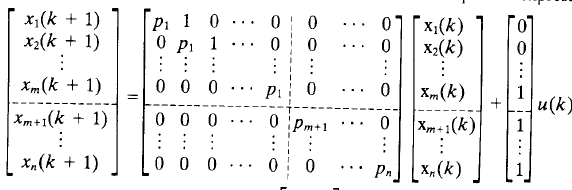 x₁(k + 1) p₁ 1 0 ⋯ 0 0 ⋯ 0 x₁(k) 0
x₂(k + 1) 0 p₁ 1 ⋯ 0 0 ⋯ 0 x₂(k) 0
⋮ ⋮ ⋮ ⋮ ⋮ ⋮ ⋮ ⋮ ⋮
xₘ(k + 1) 0 0 0 ⋯ p₁ 0 ⋯ 0 xₘ(k) 1
= + u(k)
xₘ₊₁(k + 1) 0 0 0 ⋯ 0 pₘ₊₁ ⋯ 0 xₘ₊₁(k) 1
⋮ ⋮ ⋮ ⋮ ⋮ ⋮ ⋮ ⋮ ⋮
xₙ(k + 1) 0 0 0 ⋯ 0 0 ⋯ pₙ xₙ(k) 1